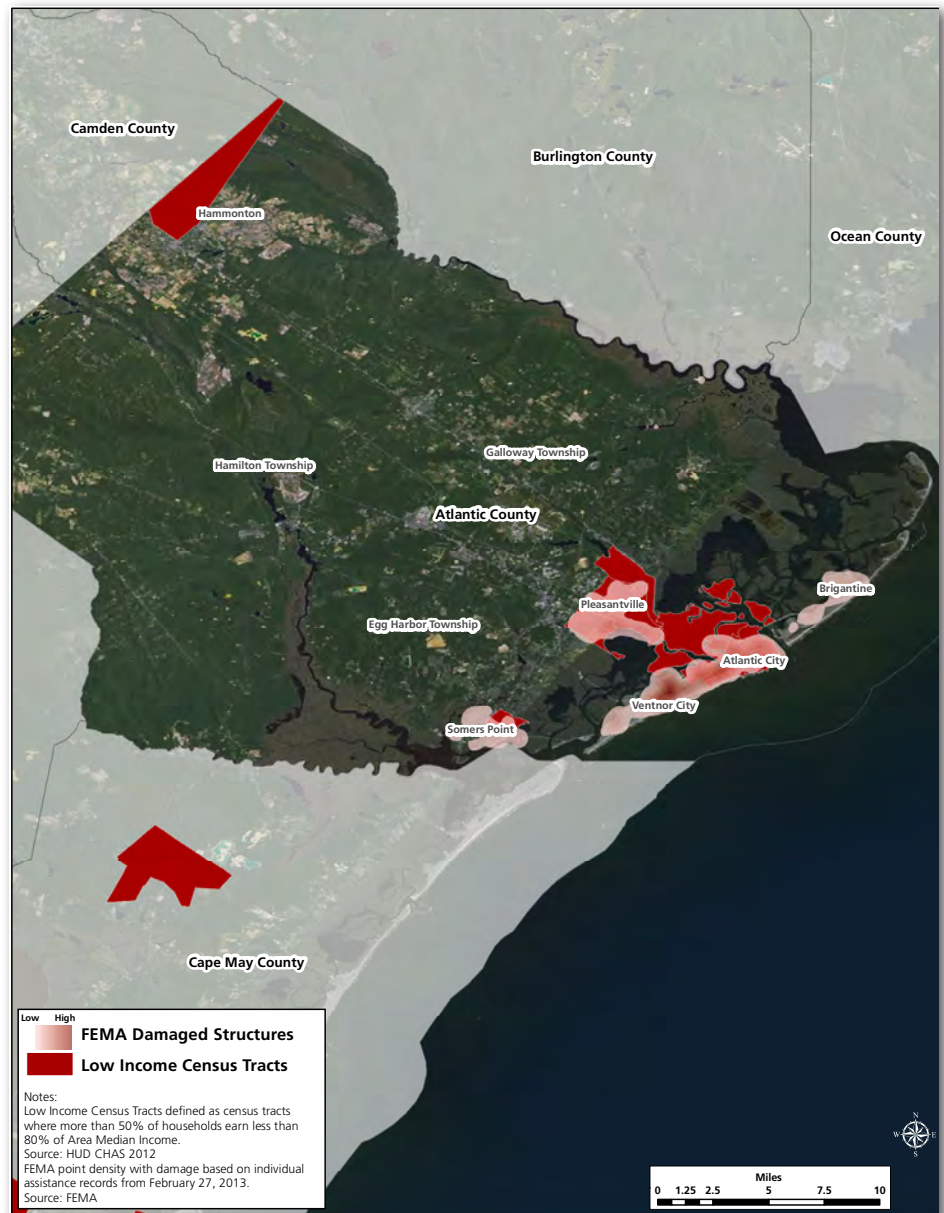 Camden County
Burlington County
Hammonton
Ocean County
Galloway Township
Hamilton Township
Atlantic County
Brigantine
Pleasantville
Egg Harbor Township
Atlantic City
Ventnor City
Somers Point
Cape May County
Low High
FEMA Damaged Structures
Low Income Census Tracts
Notes:
Low Income Census Tracts defined as census tracts
where more than 50% of households earn less than
80% of Area Median Income.
Source: HUD CHAS 2012
FEMA point density with damage based on individual
assistance records from February 27, 2013.
Source: FEMA
N
W E
S
Miles
0 1.25 2.5 5 7.5 10